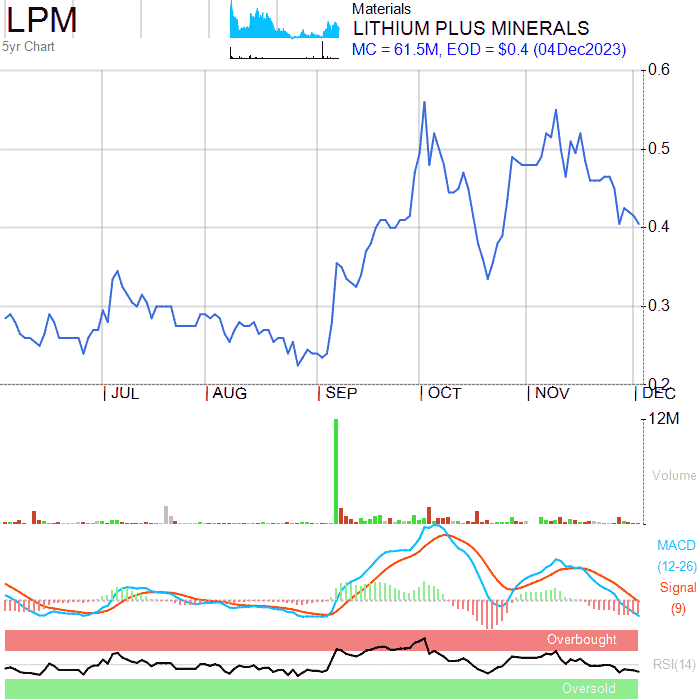 LPM
5yr Chart
Materials
LITHIUM PLUS MINERALS
MC = 61.5M, EOD = $0.4 (04Dec2023)
0.6
0.5
0.4
0.3
0.2
JUL AUG SEP OCT NOV DEC
12M
Volume
MACD
(12-26)
Signal
(9)
Overbought
RSI(14)
Oversold